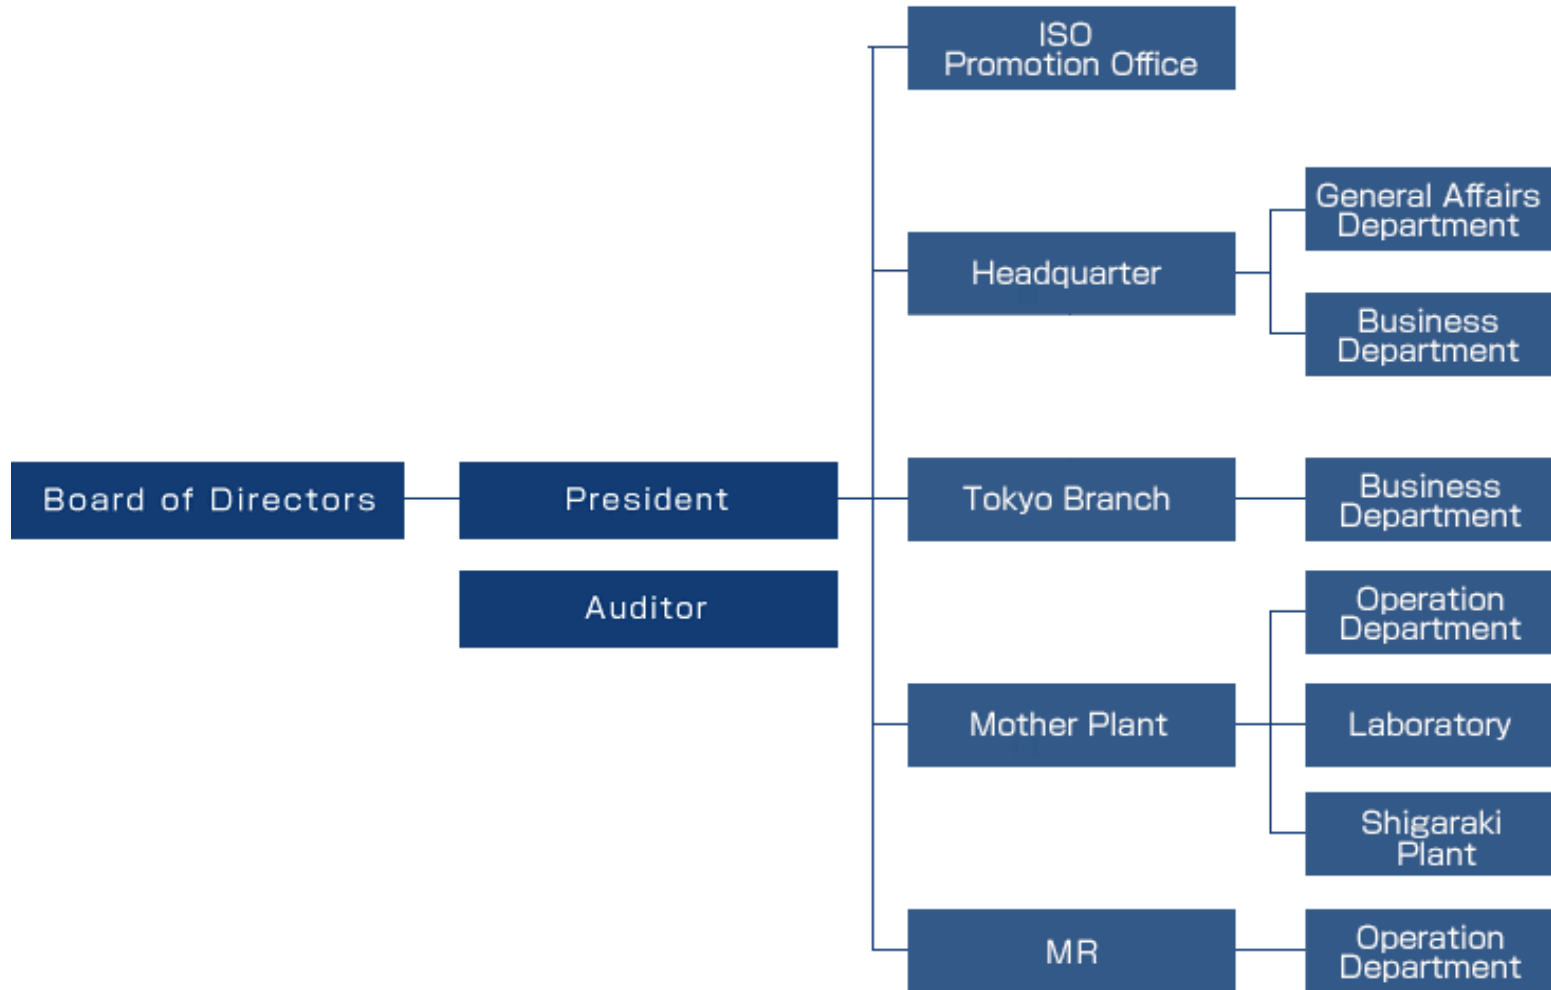 ISO
Promotion Office
General Affairs
Department
Headquarter
Business
Department
Board of Directors
President
Tokyo Branch
Business
Department
Auditor
Operation
Department
Mother Plant
Laboratory
Shigaraki
Plant
MR
Operation
Department